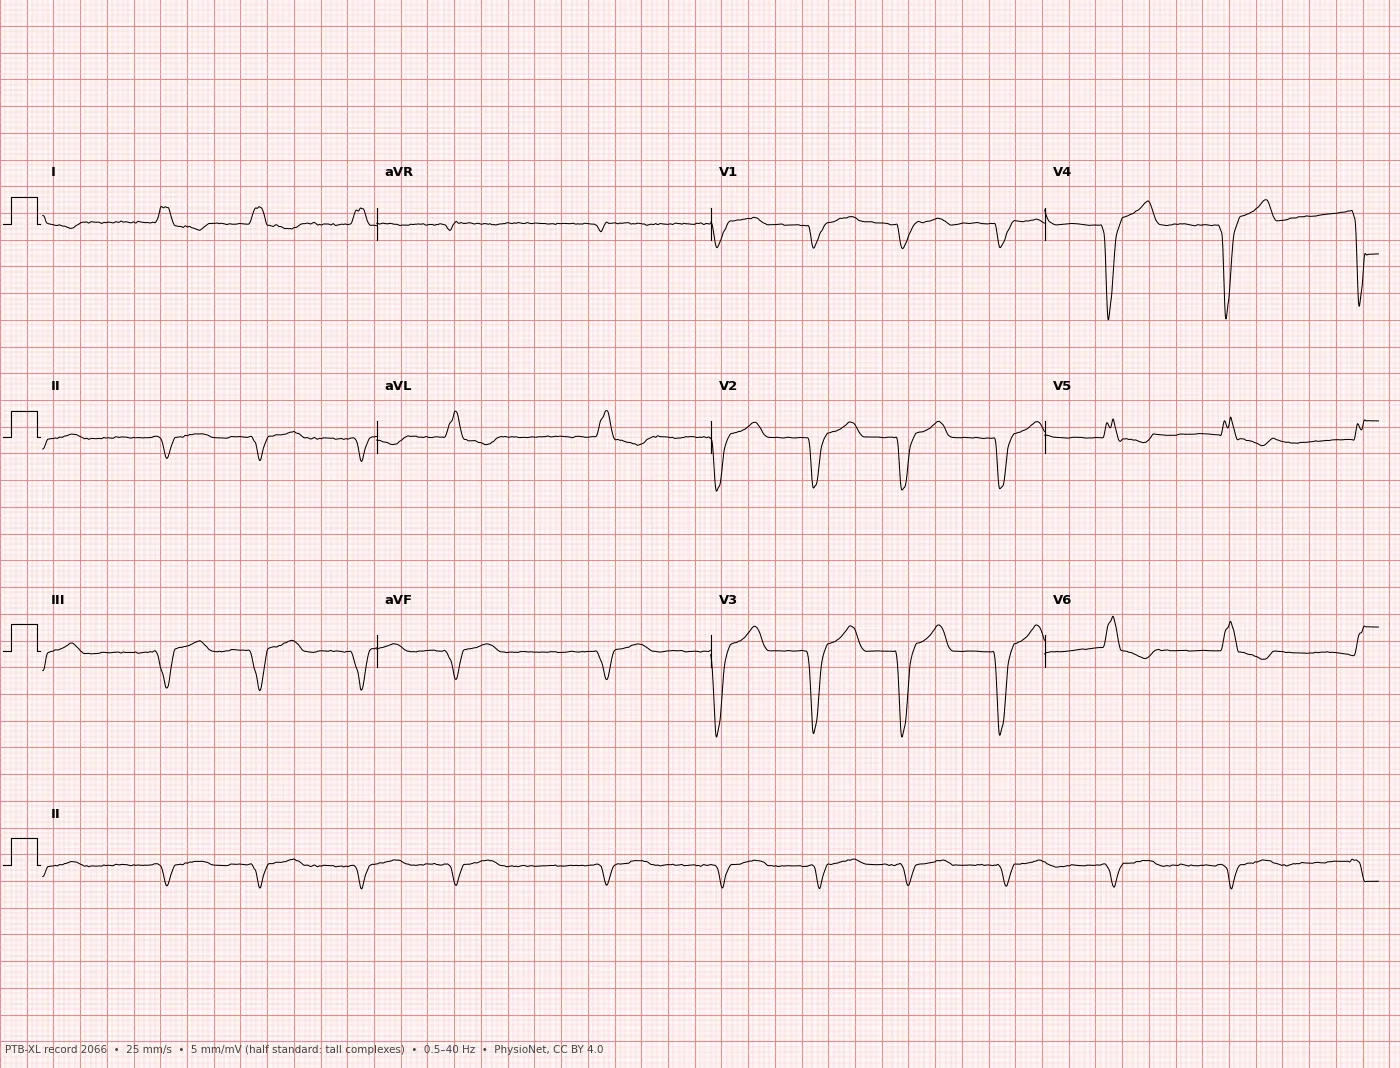 I aVR V1 V4
II aVL V2 V5
III aVF V3 V6
II
PTB-XL record 2066 • 25 mm/s • 5 mm/mV (half standard: tall complexes) • 0.5–40 Hz • PhysioNet, CC BY 4.0